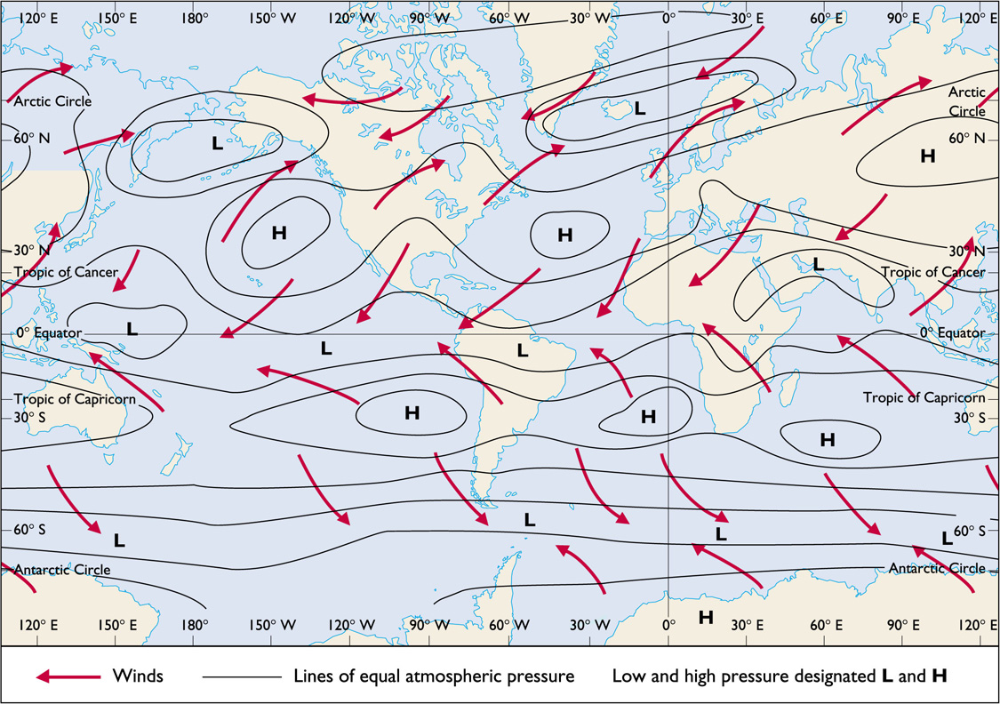 120° E 150° E 180° 150° W 120° W 90° W 60° W 30° W 0° 30° E 60° E 90° E 120° E
Arctic Circle
Arctic
Circle
L
60° N
L
60° N
H
H
H
30° N
30° N
L
Tropic of Cancer
Tropic of Cancer
L
0° Equator
0° Equator
L
L
Tropic of Capricorn
Tropic of Capricorn
30° S
H
H
30° S
H
L
60° S
L
L
60° S
L
Antarctic Circle
Antarctic Circle
H
120° E 150° E 180° 150° W 120° W 90° W 60° W 30° W 0° 30° E 60° E 90° E 120° E
Winds
Lines of equal atmospheric pressure
Low and high pressure designated L and H